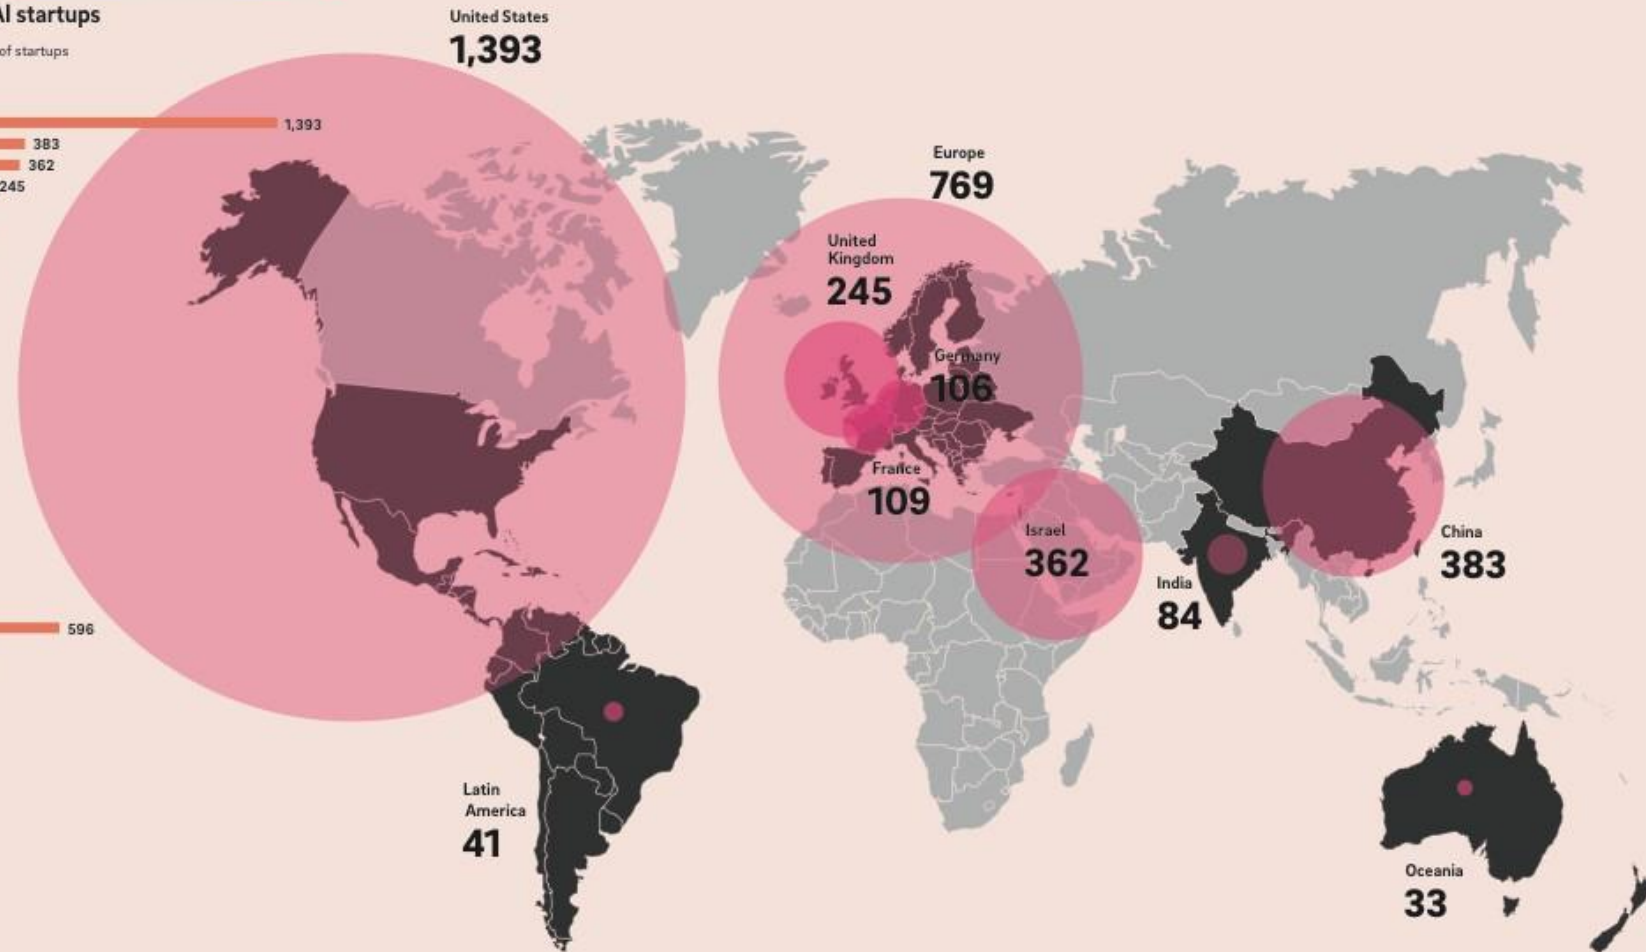 AI startups
of startups
United States
1,393
1,393
383
362
245
Europe
769
United
Kingdom
245
Germany
106
France
109
Israel
362
India
84
China
383
596
Latin
America
41
Oceania
33